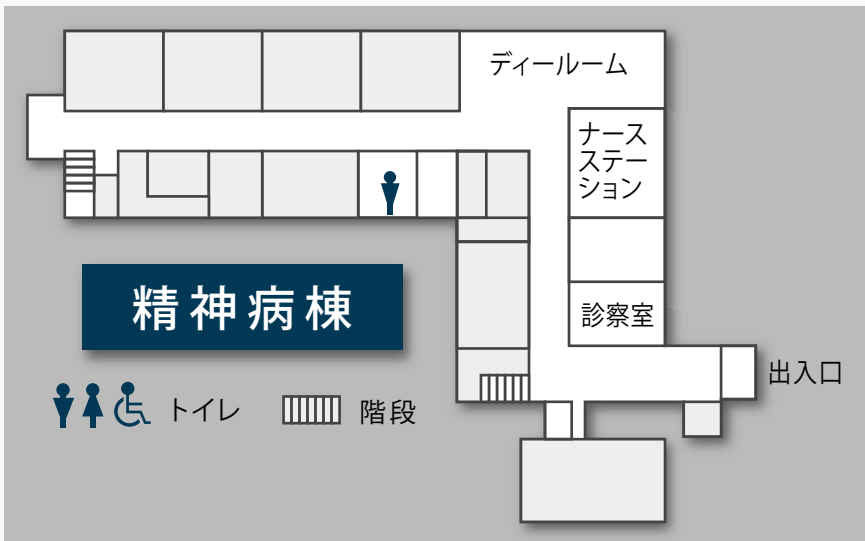 ディールーム
ナース
ステー
ション
診察室
出入口
精神病棟
トイレ
階段